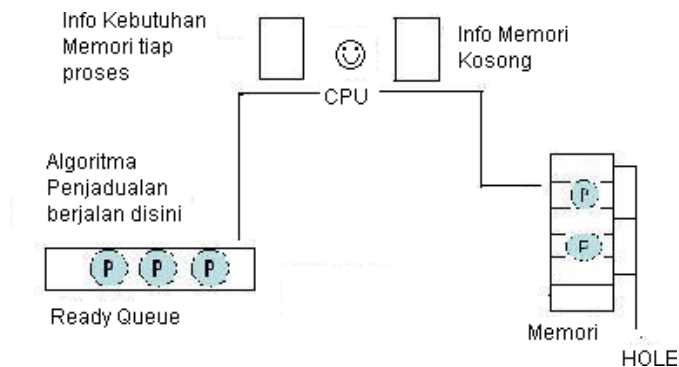 Info Kebutuhan
Memori tiap
proses
Info Memori
Kosong
CPU
Algoritma
Penjadualan
berjalan disini
P P P
Ready Queue
P
F
Memori
HOLE